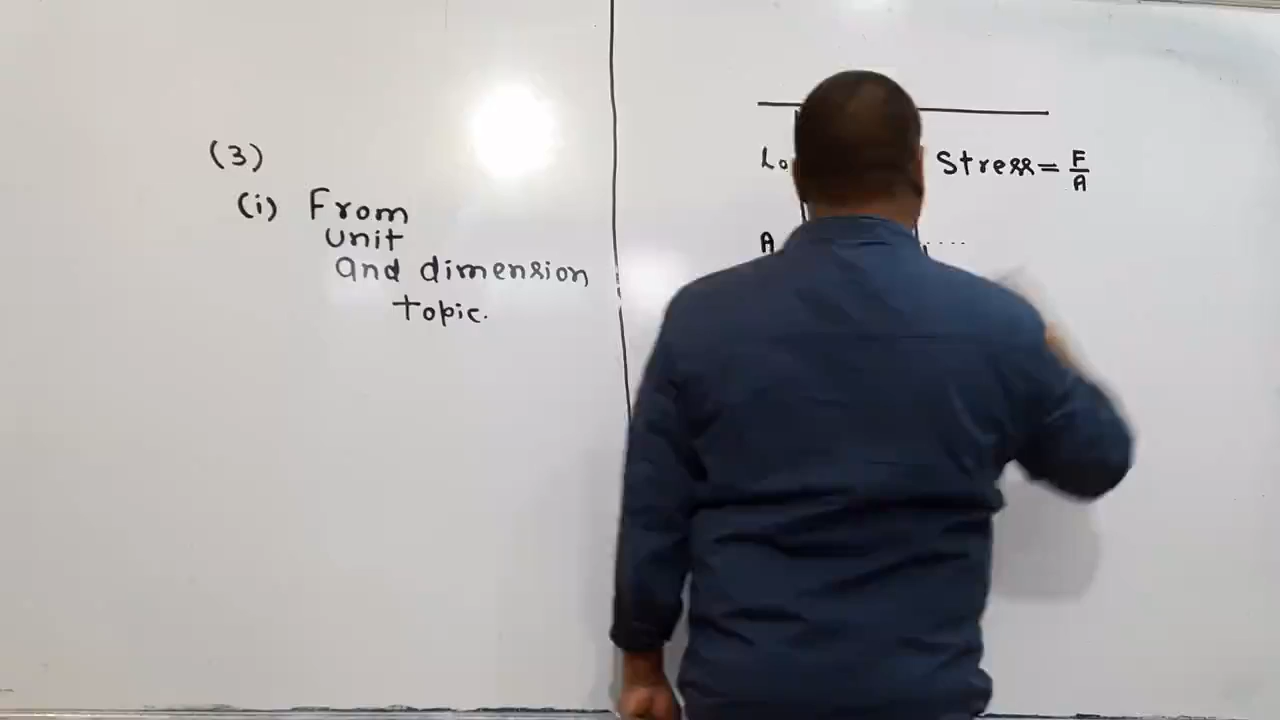 (3)
(i) From
unit
and dimension
topic.
Lo
Stress = F/A
A